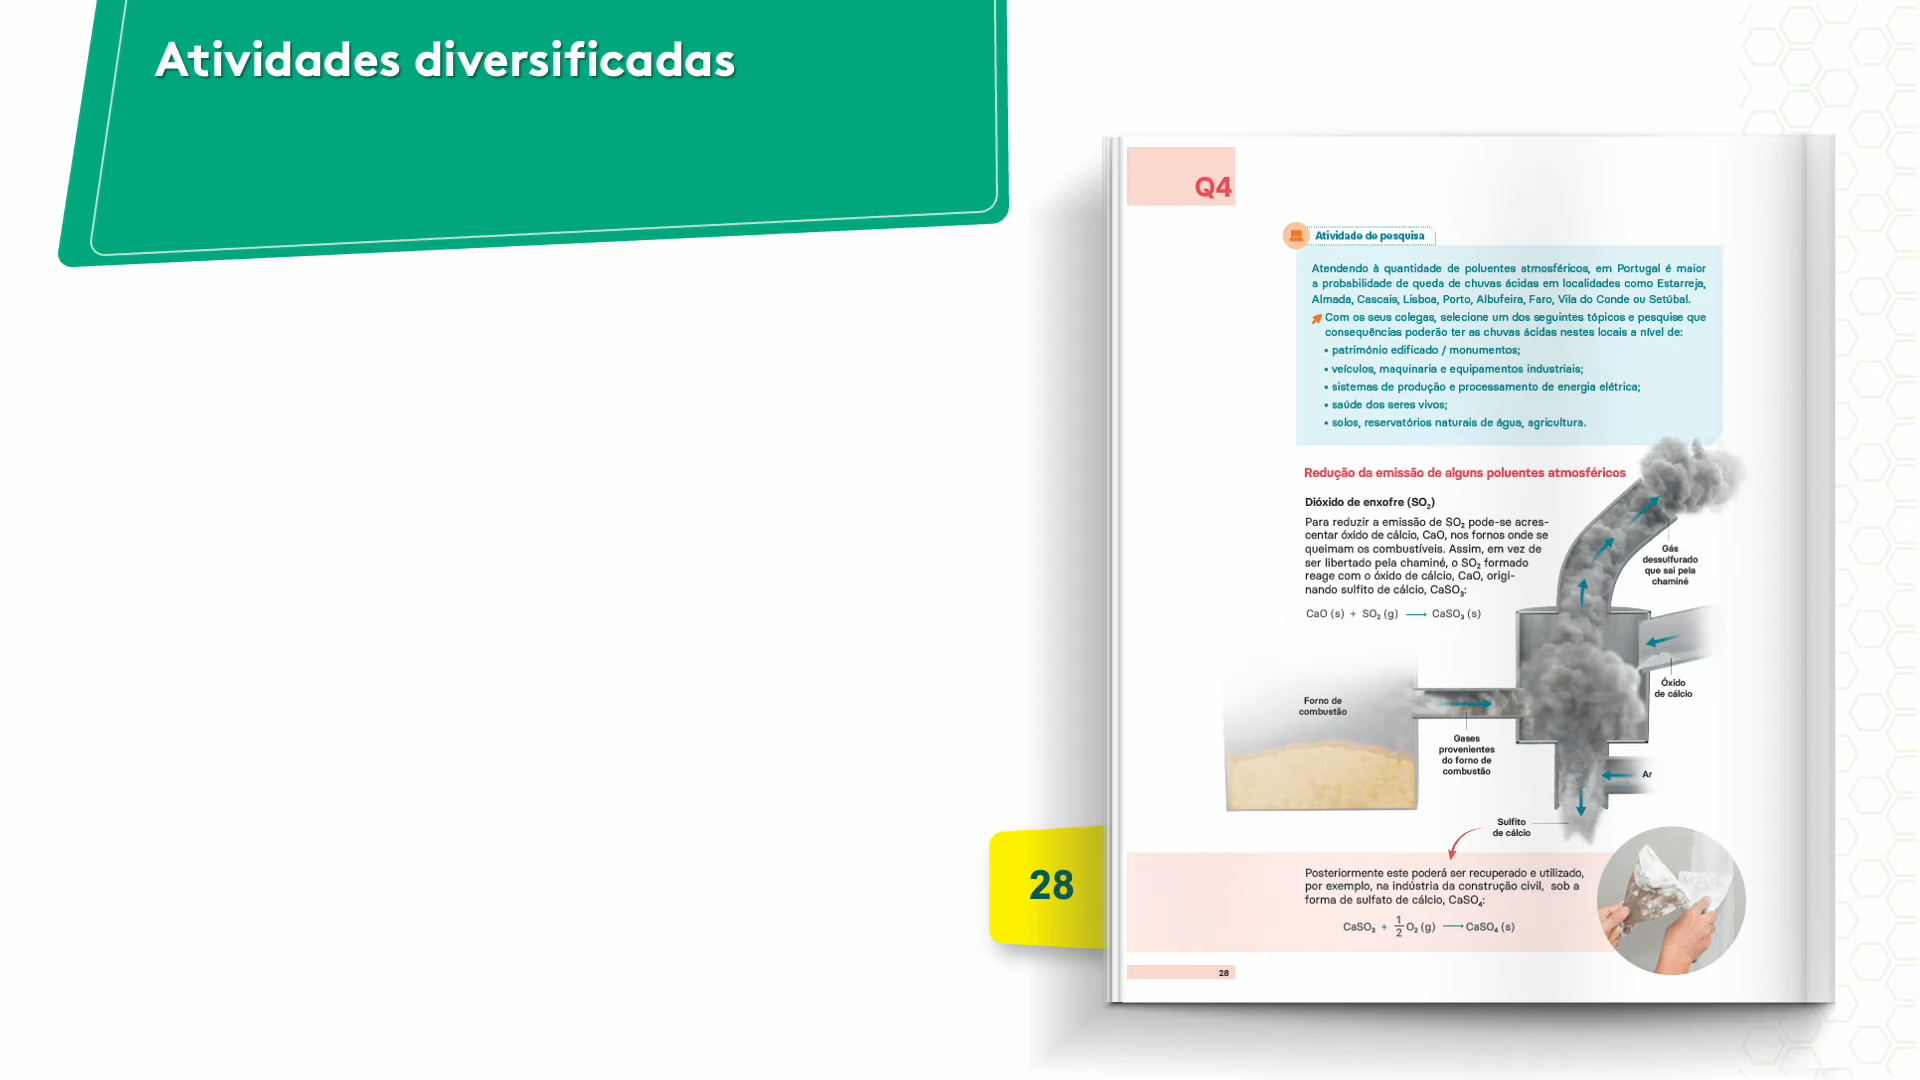 Atividades diversificadas
Q4
Atividade de pesquisa
Atendendo à quantidade de poluentes atmosféricos, em Portugal é maior
a probabilidade de queda de chuvas ácidas em localidades como Estarreja,
Almada, Cascais, Lisboa, Porto, Albufeira, Faro, Vila do Conde ou Setúbal.
Com os seus colegas, selecione um dos seguintes tópicos e pesquise que
consequências poderão ter as chuvas ácidas nestes locais a nível de:
• património edificado / monumentos;
• veículos, maquinaria e equipamentos industriais;
• sistemas de produção e processamento de energia elétrica;
• saúde dos seres vivos;
• solos, reservatórios naturais de água, agricultura.
Redução da emissão de alguns poluentes atmosféricos
Dióxido de enxofre (SO₂)
Para reduzir a emissão de SO₂ pode-se acres-
centar óxido de cálcio, CaO, nos fornos onde se
queimam os combustíveis. Assim, em vez de
ser libertado pela chaminé, o SO₂ formado
reage com o óxido de cálcio, CaO, origi-
nando sulfito de cálcio, CaSO₃:
CaO (s) + SO₂ (g) ⟶ CaSO₃ (s)
Gás
dessulfurado
que sai pela
chaminé
Óxido
de cálcio
Forno de
combustão
Gases
provenientes
do forno de
combustão
Ar
Sulfito
de cálcio
Posteriormente este poderá ser recuperado e utilizado,
por exemplo, na indústria da construção civil, sob a
forma de sulfato de cálcio, CaSO₄:
CaSO₃ + 1/2 O₂ (g) ⟶ CaSO₄ (s)
28
28